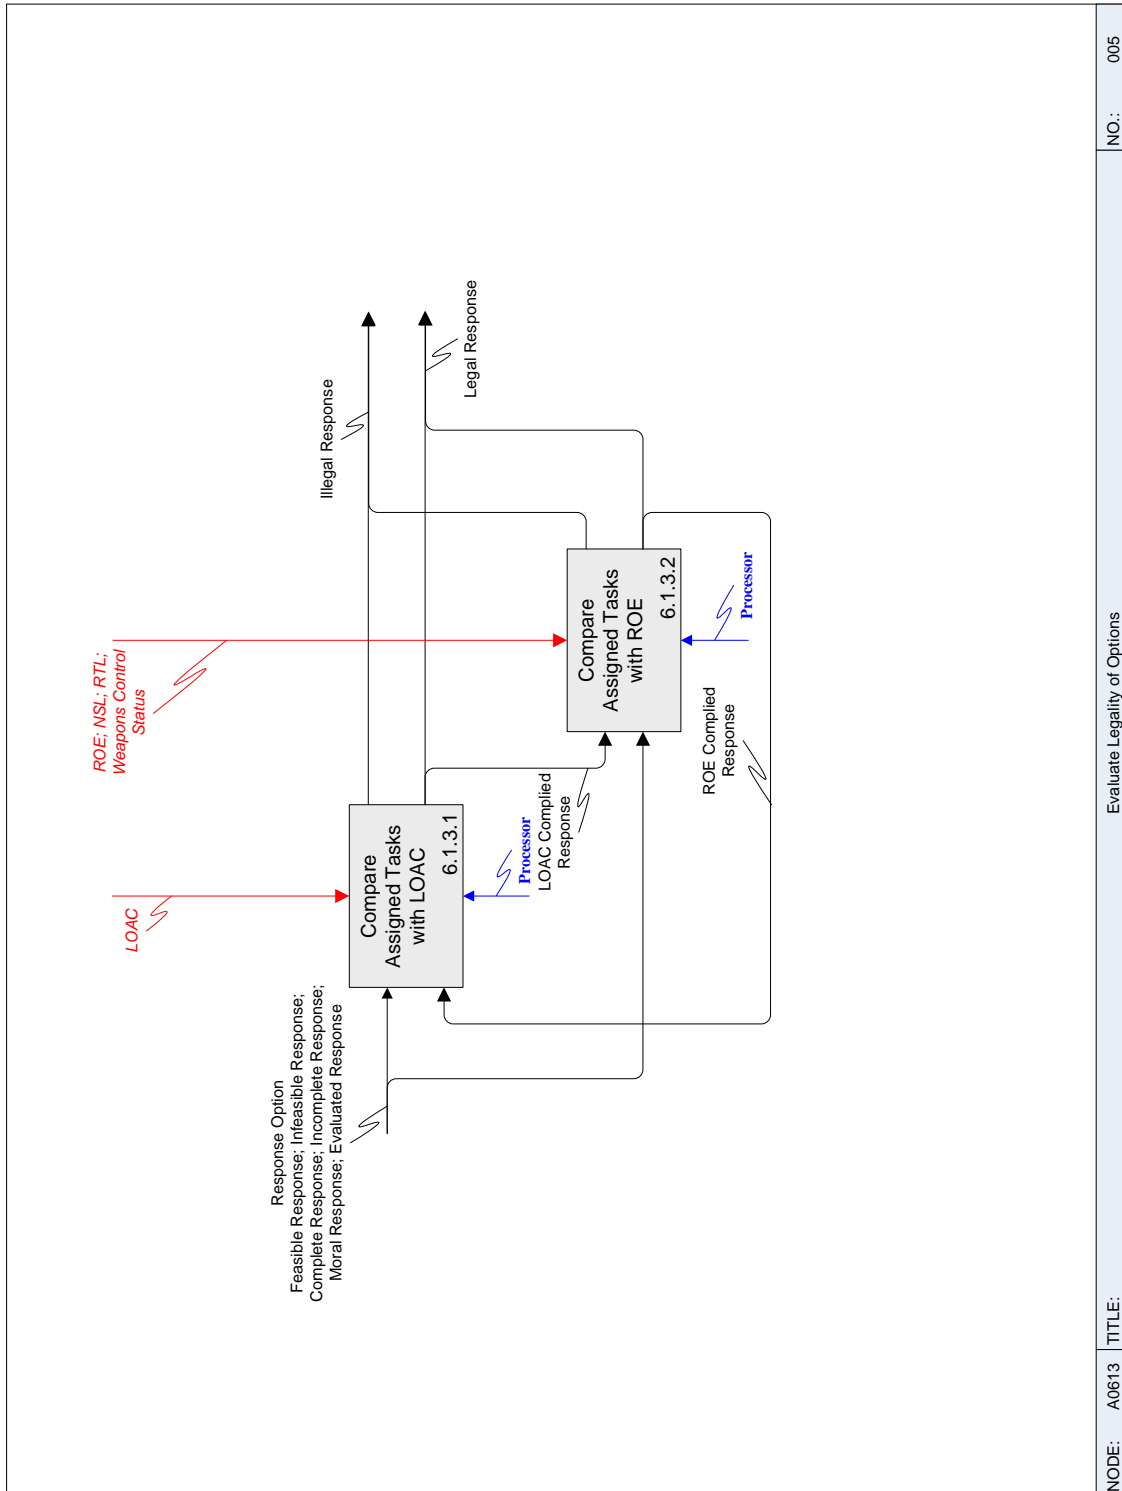 ROE; NSL; RTL;
Weapons Control
Status
LOAC
Illegal Response
Legal Response
Response Option
Feasible Response; Infeasible Response;
Complete Response; Incomplete Response;
Moral Response; Evaluated Response
Compare
Assigned Tasks
with LOAC
6.1.3.1
Processor
LOAC Complied
Response
Compare
Assigned Tasks
with ROE
6.1.3.2
Processor
ROE Complied
Response
NODE: A0613 TITLE: Evaluate Legality of Options NO.: 005